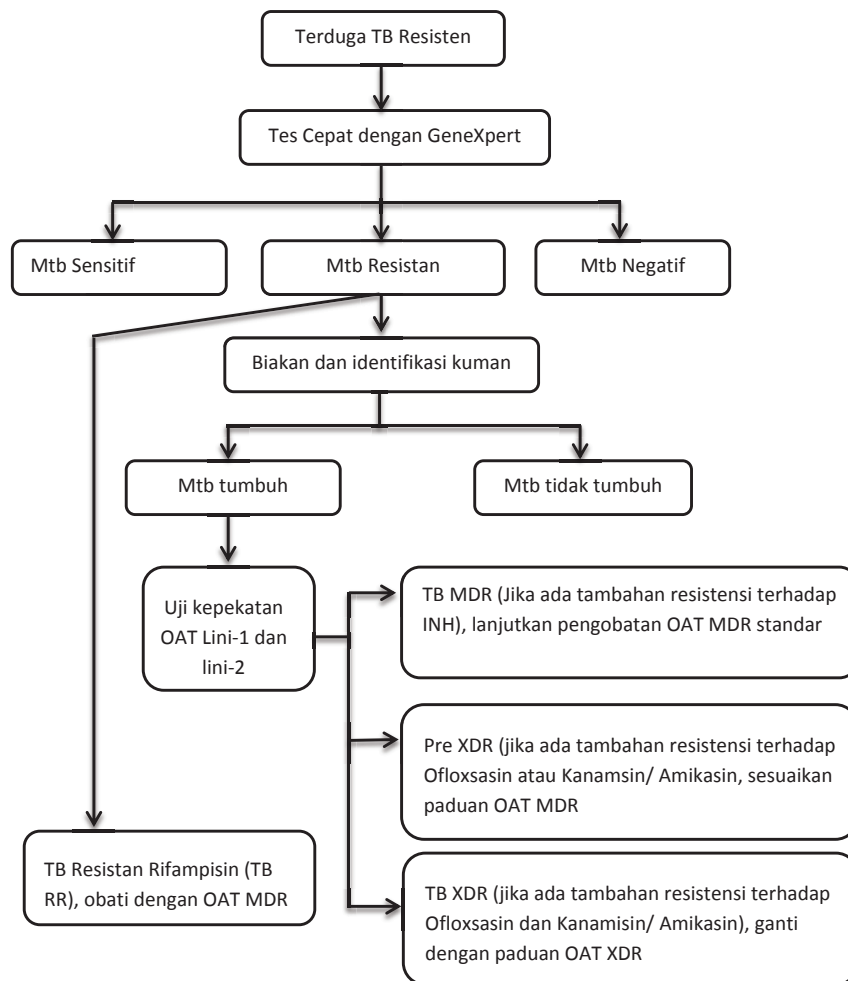 Terduga TB Resisten
Tes Cepat dengan GeneXpert
Mtb Sensitif
Mtb Resistan
Mtb Negatif
Biakan dan identifikasi kuman
Mtb tumbuh
Mtb tidak tumbuh
Uji kepekatan
OAT Lini-1 dan
lini-2
TB MDR (Jika ada tambahan resistensi terhadap
INH), lanjutkan pengobatan OAT MDR standar
Pre XDR (jika ada tambahan resistensi terhadap
Ofloxsasin atau Kanamsin/ Amikasin, sesuaikan
paduan OAT MDR
TB Resistan Rifampisin (TB
RR), obati dengan OAT MDR
TB XDR (jika ada tambahan resistensi terhadap
Ofloxsasin dan Kanamisin/ Amikasin), ganti
dengan paduan OAT XDR